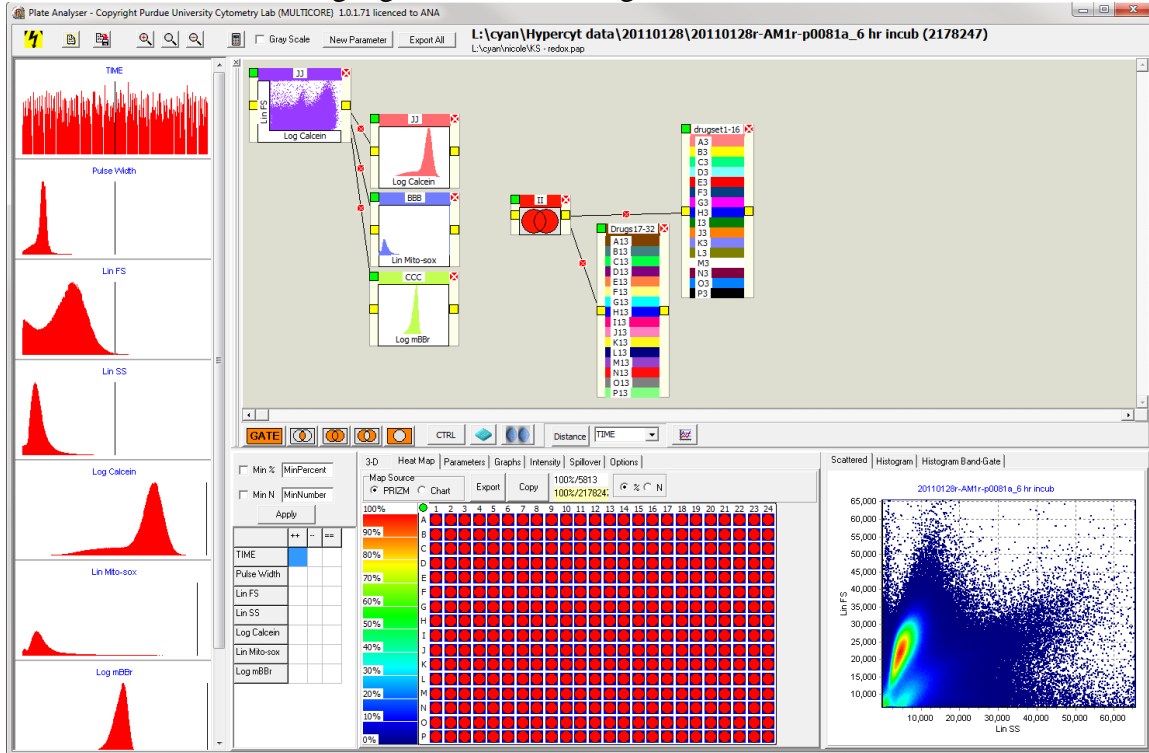 Plate Analyser - Copyright Purdue University Cytometry Lab (MULTICORE) 1.0.1.71 licenced to ANA
Gray Scale
New Parameter
Export All
L:\cyan\Hypercyt data\20110128\20110128r-AM1r-p0081a_6 hr incub (2178247)
L:\cyan\nicole\KS - redox.pap
TIME
Pulse Width
Lin FS
Lin SS
Log Calcein
Lin Mito-sox
Log mBBr
JJ
Lin FS
Log Calcein
JJ
Log Calcein
BBB
Lin Mito-sox
CCC
Log mBBr
II
Drugs17-32
A13
B13
C13
D13
E13
F13
G13
H13
I13
J13
K13
L13
M13
N13
O13
P13
drugset1-16
A3
B3
C3
D3
E3
F3
G3
H3
I3
J3
K3
L3
M3
N3
O3
P3
GATE
CTRL
Distance
TIME
Min %
MinPercent
Min N
MinNumber
Apply
++ -- ==
TIME
Pulse Width
Lin FS
Lin SS
Log Calcein
Lin Mito-sox
Log mBBr
3-D Heat Map Parameters Graphs Intensity Spillover Options
Map Source
PRIZM Chart
Export
Copy
100%/5813
100%/217824
% N
100%
90%
80%
70%
60%
50%
40%
30%
20%
10%
0%
1 2 3 4 5 6 7 8 9 10 11 12 13 14 15 16 17 18 19 20 21 22 23 24
A
B
C
D
E
F
G
H
I
J
K
L
M
N
O
P
Scattered Histogram Histogram Band-Gate
20110128r-AM1r-p0081a_6 hr incub
65,000
60,000
55,000
50,000
45,000
40,000
35,000
30,000
25,000
20,000
15,000
10,000
Lin FS
10,000 20,000 30,000 40,000 50,000 60,000
Lin SS